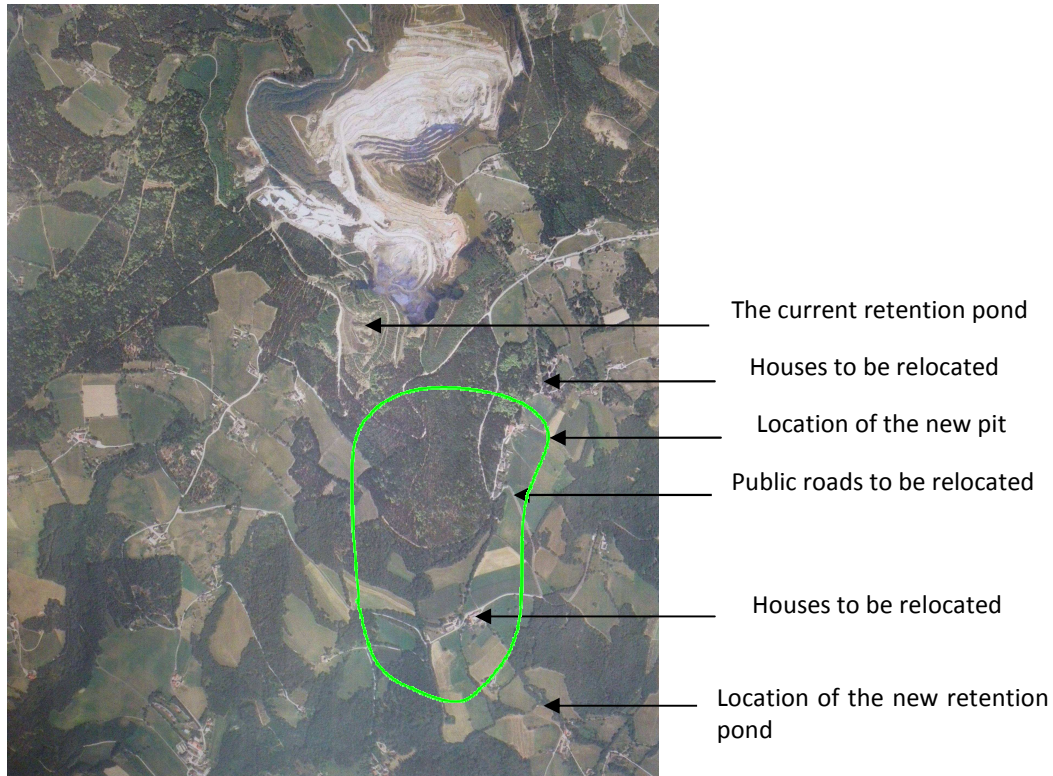 The current retention pond
Houses to be relocated
Location of the new pit
Public roads to be relocated
Houses to be relocated
Location of the new retention
pond